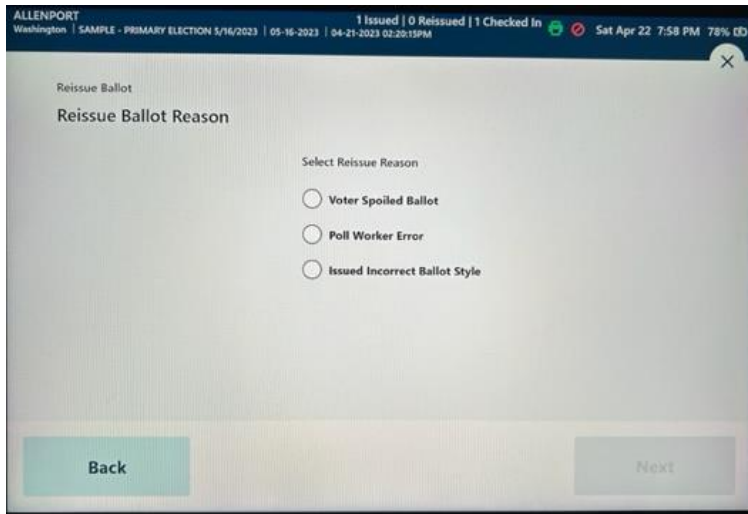 ALLENPORT
1 Issued | 0 Reissued | 1 Checked In
Washington | SAMPLE - PRIMARY ELECTION 5/16/2023 | 05-16-2023 | 04-21-2023 02:20:15PM
Sat Apr 22 7:58 PM 78%
Reissue Ballot
Reissue Ballot Reason
Select Reissue Reason
Voter Spoiled Ballot
Poll Worker Error
Issued Incorrect Ballot Style
Back
Next